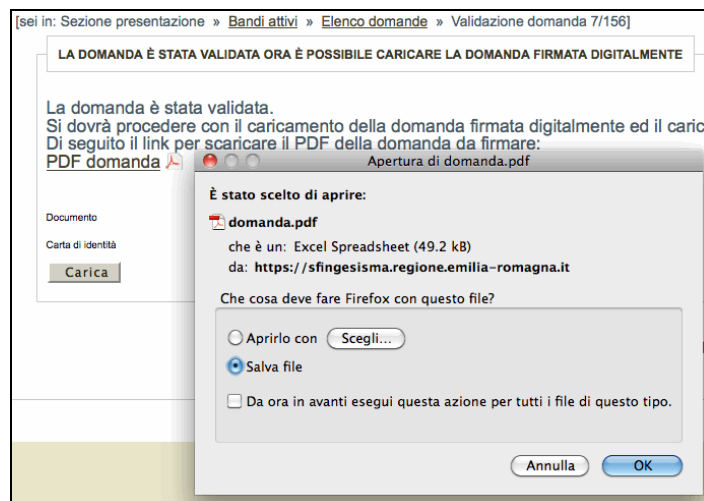 [sei in: Sezione presentazione » Bandi attivi » Elenco domande » Validazione domanda 7/156]
LA DOMANDA È STATA VALIDATA ORA È POSSIBILE CARICARE LA DOMANDA FIRMATA DIGITALMENTE
La domanda è stata validata.
Si dovrà procedere con il caricamento della domanda firmata digitalmente ed il caric
Di seguito il link per scaricare il PDF della domanda da firmare:
PDF domanda
Documento
Carta di identità
Carica
Apertura di domanda.pdf
È stato scelto di aprire:
domanda.pdf
che è un: Excel Spreadsheet (49.2 kB)
da: https://sfingesisma.regione.emilia-romagna.it
Che cosa deve fare Firefox con questo file?
Aprirlo con Scegli...
Salva file
Da ora in avanti esegui questa azione per tutti i file di questo tipo.
Annulla OK